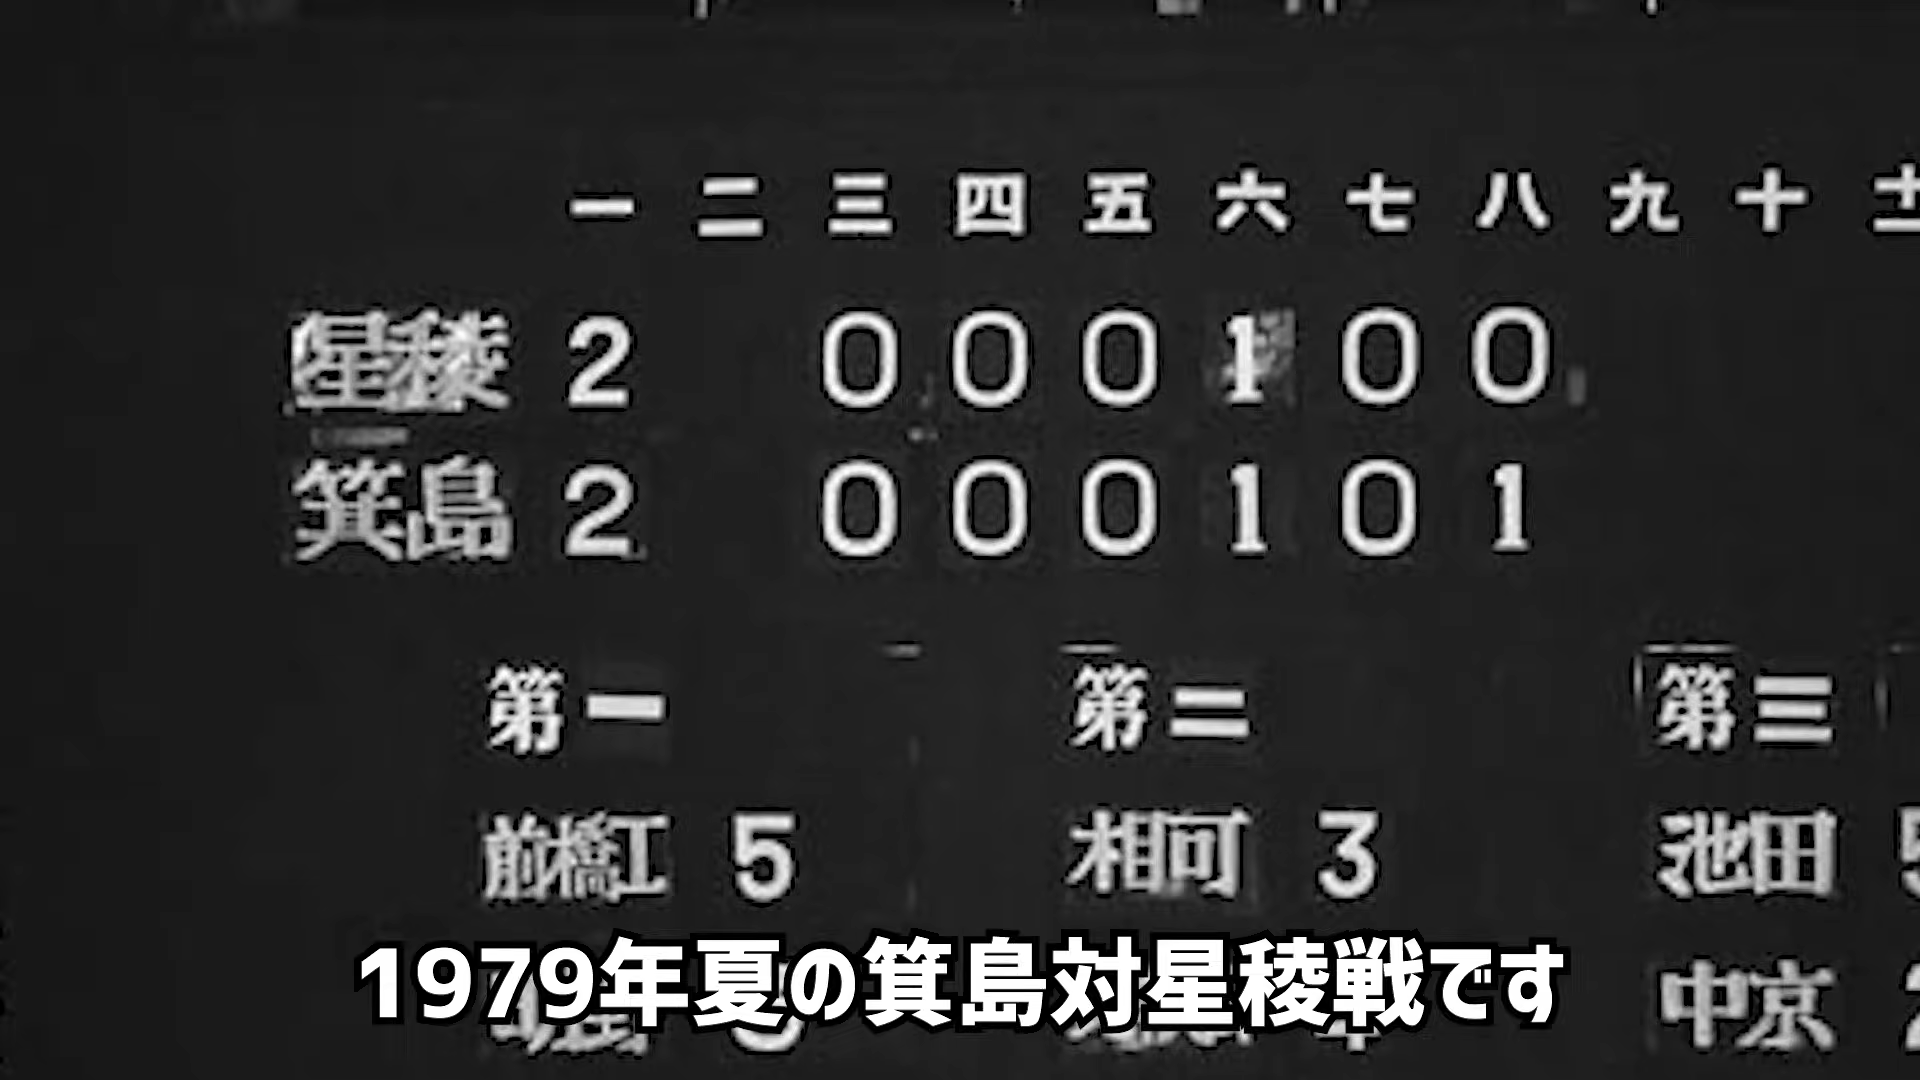 一 二 三 四 五 六 七 八 九 十
星稜 2 0 0 0 1 0 0
箕島 2 0 0 0 1 0 1
第一 第二 第三
前橋工 5 相可 3 池田
中京
1979年夏の箕島対星稜戦です